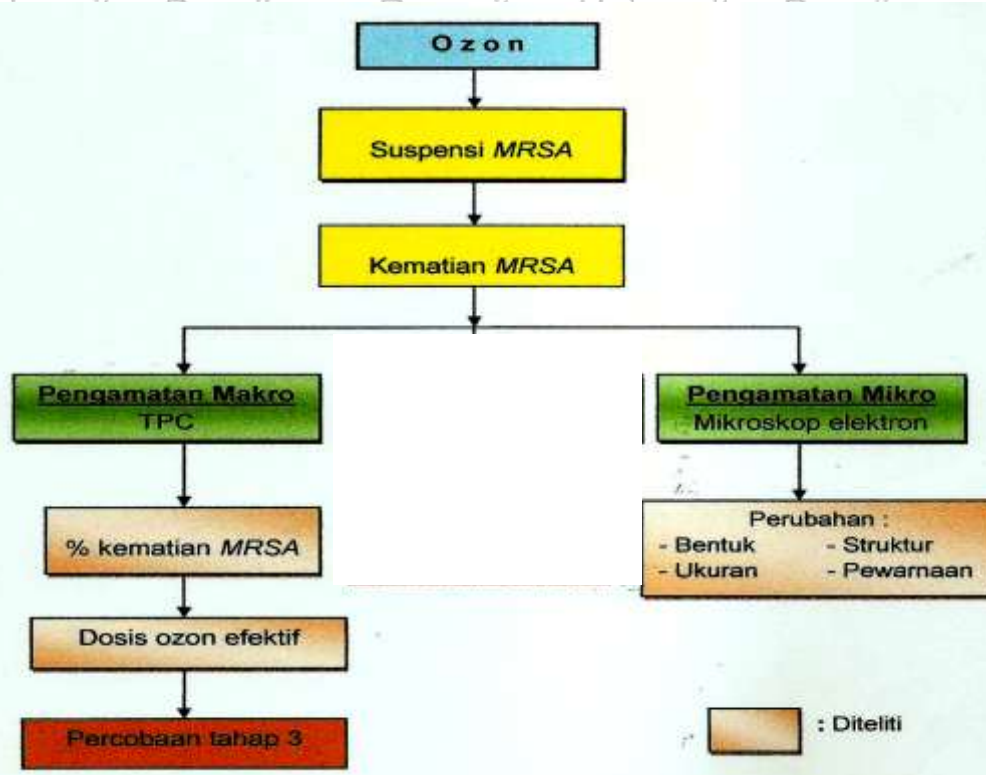 Ozon
Suspensi MRSA
Kematian MRSA
Pengamatan Makro
TPC
% kematian MRSA
Dosis ozon efektif
Percobaan tahap 3
Pengamatan Mikro
Mikroskop elektron
Perubahan :
- Bentuk - Struktur
- Ukuran - Pewarnaan
: Diteliti